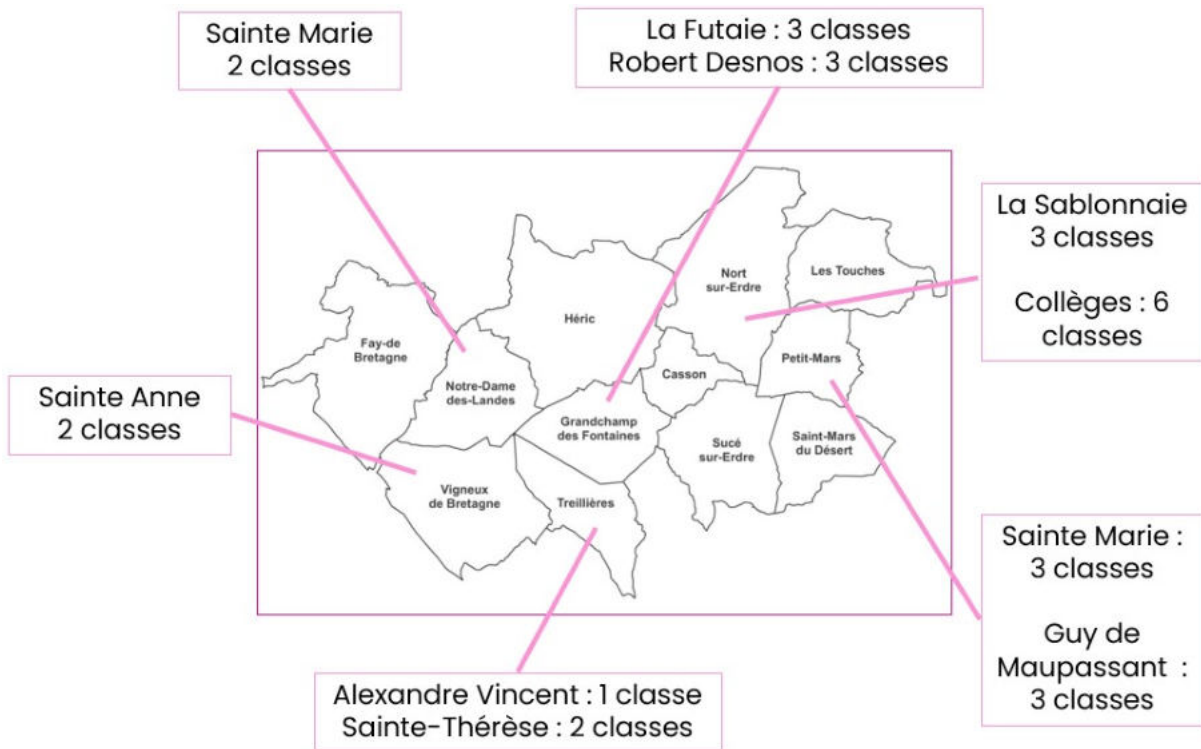 Sainte Marie
2 classes
La Futaie : 3 classes
Robert Desnos : 3 classes
La Sablonnaie
3 classes
Collèges : 6
classes
Nort
sur-Erdre
Les Touches
Héric
Fay-de
Bretagne
Petit-Mars
Casson
Notre-Dame
des-Landes
Sainte Anne
2 classes
Grandchamp
des Fontaines
Sucé
sur-Erdre
Saint-Mars
du Désert
Vigneux
de Bretagne
Treillières
Sainte Marie :
3 classes
Guy de
Maupassant :
3 classes
Alexandre Vincent : 1 classe
Sainte-Thérèse : 2 classes